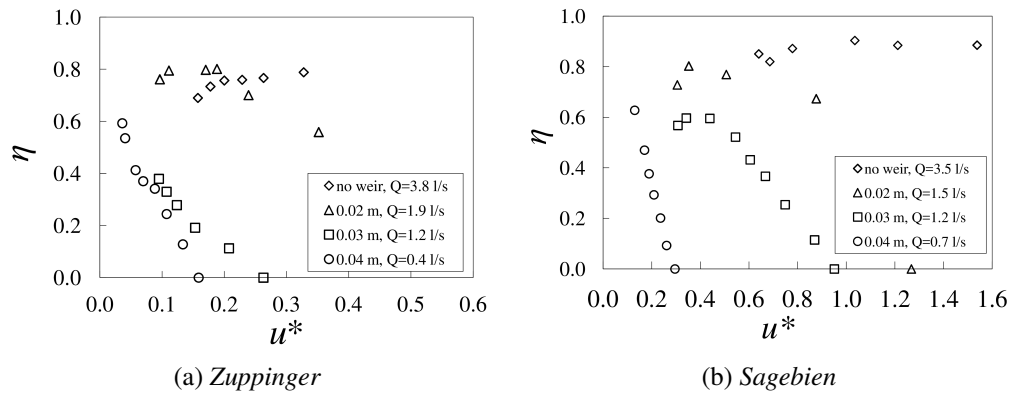 1.0
0.8
0.6
0.4
0.2
0.0
η
0.0 0.1 0.2 0.3 0.4 0.5 0.6
u*
no weir, Q=3.8 l/s
0.02 m, Q=1.9 l/s
0.03 m, Q=1.2 l/s
0.04 m, Q=0.4 l/s
(a) Zuppinger
1.0
0.8
0.6
0.4
0.2
0.0
η
0.0 0.2 0.4 0.6 0.8 1.0 1.2 1.4 1.6
u*
no weir, Q=3.5 l/s
0.02 m, Q=1.5 l/s
0.03 m, Q=1.2 l/s
0.04 m, Q=0.7 l/s
(b) Sagebien